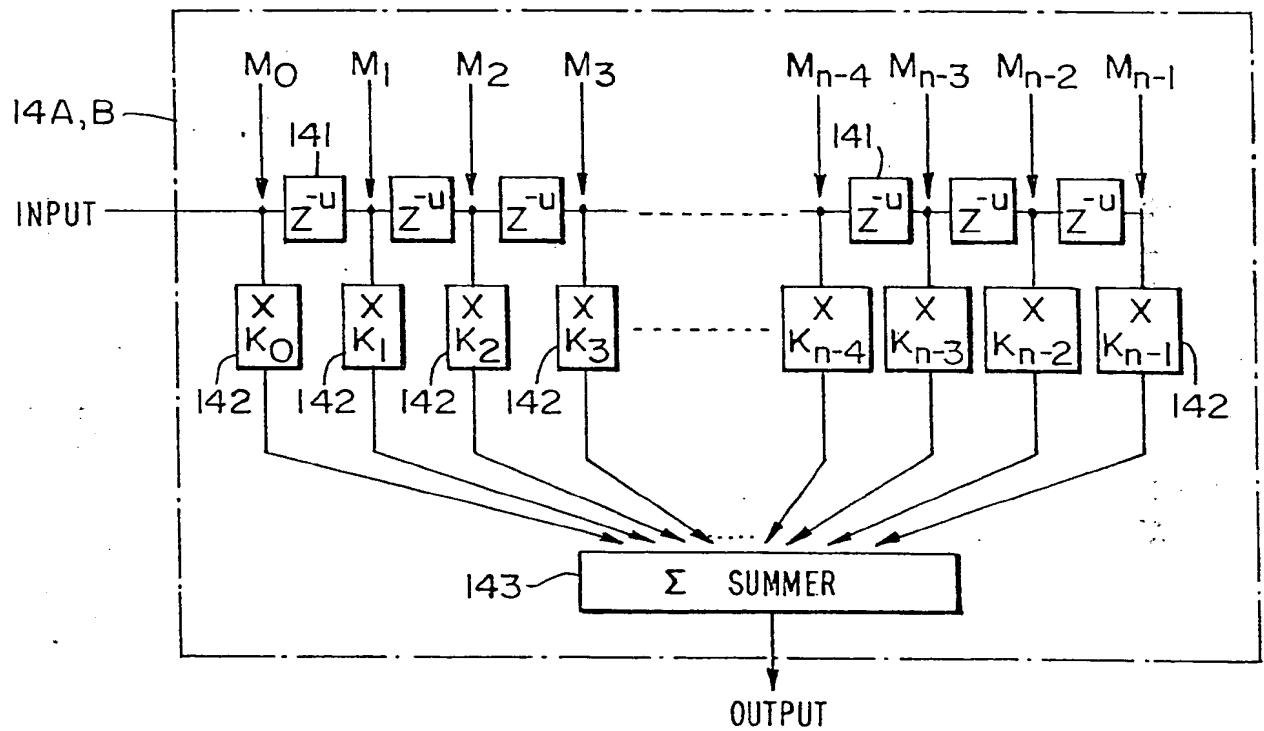 M0 M1 M2 M3 Mn-4 Mn-3 Mn-2 Mn-1
14A, B
141 141
INPUT Z-u Z-u Z-u Z-u Z-u Z-u
X X X X X X X X
K0 K1 K2 K3 Kn-4 Kn-3 Kn-2 Kn-1
142 142 142 142 142
143 Σ SUMMER
OUTPUT